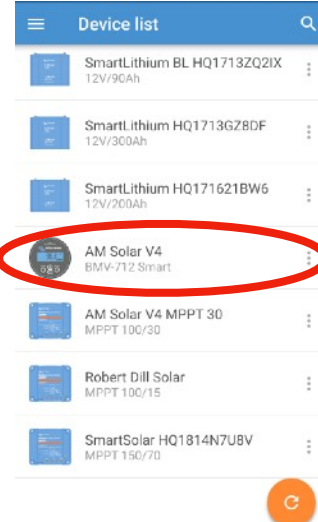 Device list
SmartLithium BL HQ1713ZQ2IX
12V/90Ah
SmartLithium HQ1713GZ8DF
12V/300Ah
SmartLithium HQ171621BW6
12V/200Ah
AM Solar V4
BMV-712 Smart
AM Solar V4 MPPT 30
MPPT 100/30
Robert Dill Solar
MPPT 100/15
SmartSolar HQ1814N7U8V
MPPT 150/70